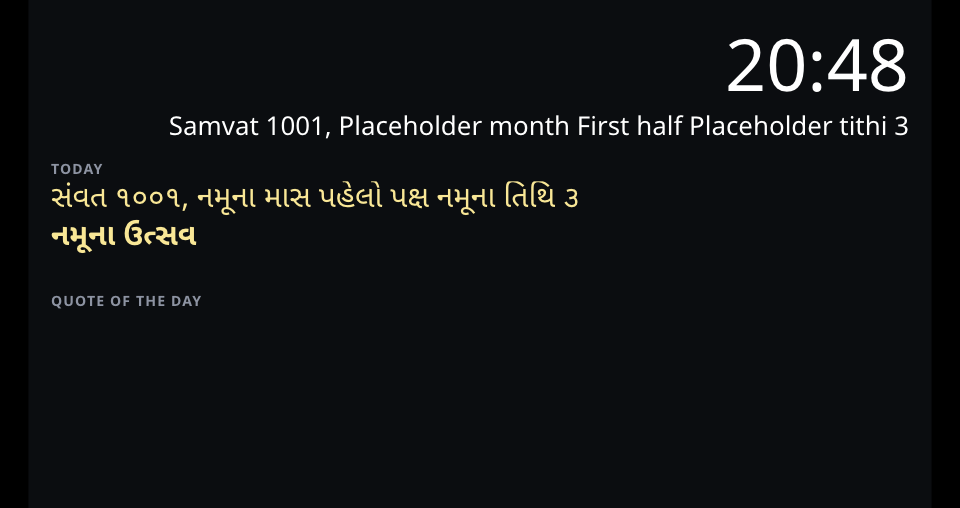 20:48
Samvat 1001, Placeholder month First half Placeholder tithi 3
TODAY
સંવત ૧૦૦૧, નમૂના માસ પહેલો પક્ષ નમૂના તિથિ ૩
નમૂના ઉત્સવ
QUOTE OF THE DAY